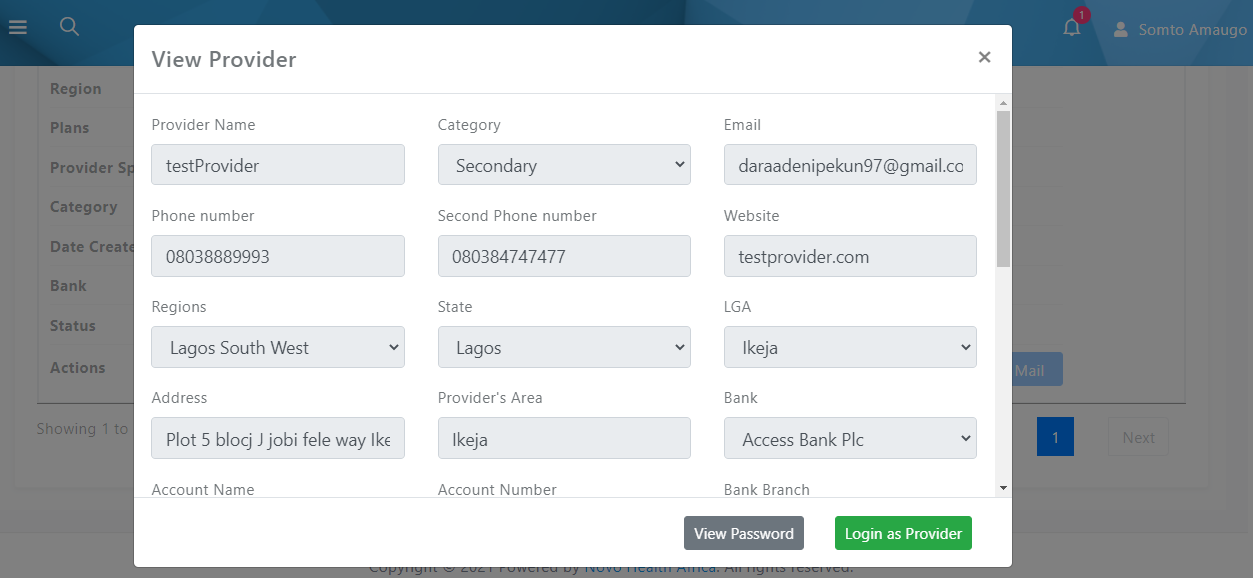 1
Somto Amaugo
View Provider
×
Region
Plans
Provider Sp
Category
Date Create
Bank
Status
Actions
Provider Name
Category
Email
testProvider
Secondary
daraadenipekun97@gmail.co
Phone number
Second Phone number
Website
08038889993
080384747477
testprovider.com
Regions
State
LGA
Lagos South West
Lagos
Ikeja
Address
Provider's Area
Bank
Plot 5 blocj J jobi fele way Ike
Ikeja
Access Bank Plc
Account Name
Account Number
Bank Branch
Mail
Showing 1 to
1
Next
View Password
Login as Provider
Copyright © 2021 Powered by Novo Health Africa. All rights reserved.